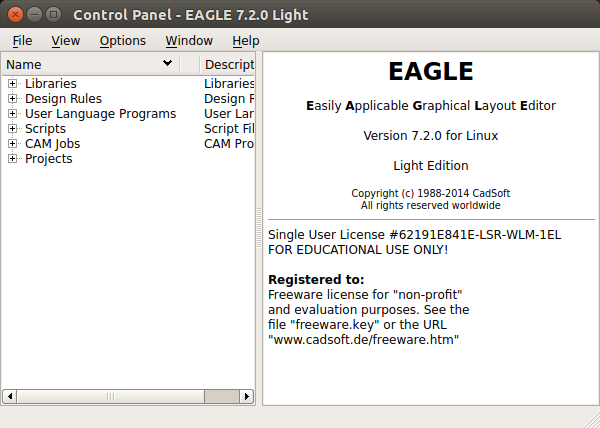 Control Panel - EAGLE 7.2.0 Light
File View Options Window Help
Name Descript
Libraries Libraries
Design Rules Design R
User Language Programs User Lan
Scripts Script Fil
CAM Jobs CAM Pro
Projects
EAGLE
Easily Applicable Graphical Layout Editor
Version 7.2.0 for Linux
Light Edition
Copyright (c) 1988-2014 CadSoft
All rights reserved worldwide
Single User License #62191E841E-LSR-WLM-1EL
FOR EDUCATIONAL USE ONLY!
Registered to:
Freeware license for "non-profit"
and evaluation purposes. See the
file "freeware.key" or the URL
"www.cadsoft.de/freeware.htm"